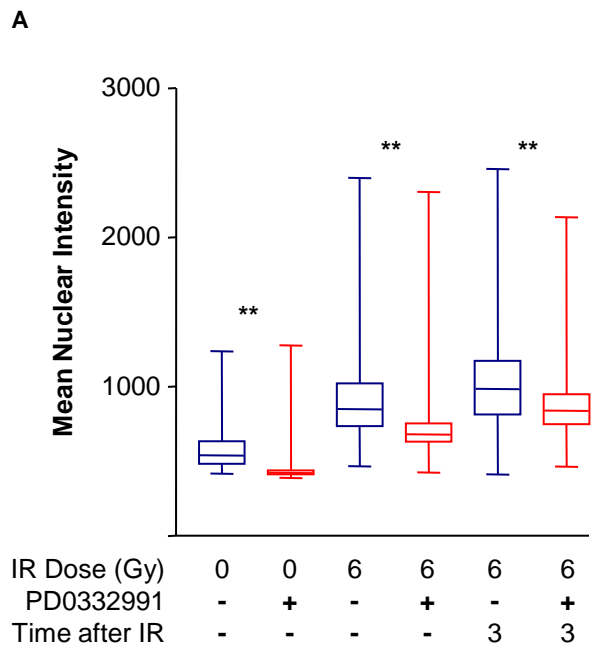 A
3000
**
**
2000
**
1000
Mean Nuclear Intensity
IR Dose (Gy) 0 0 6 6 6 6
PD0332991 - + - + - +
Time after IR - - - - 3 3